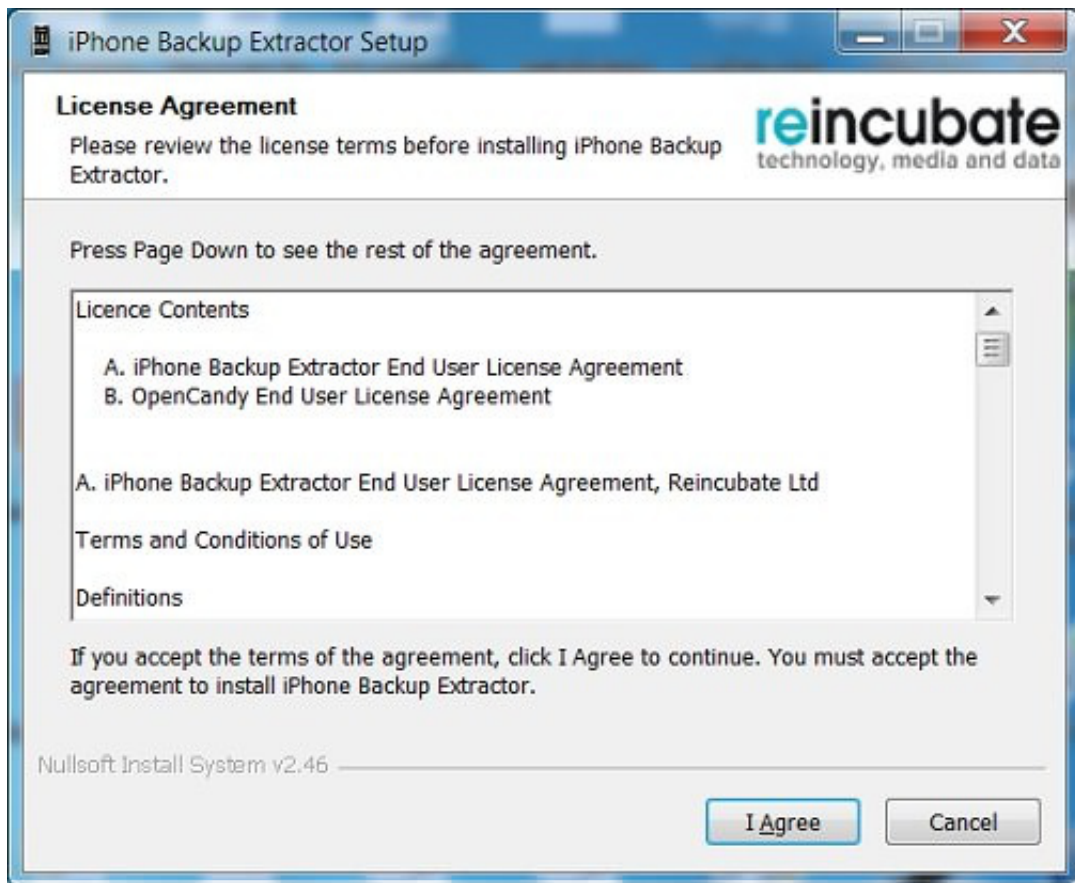 iPhone Backup Extractor Setup
License Agreement
Please review the license terms before installing iPhone Backup
Extractor.
reincubate
technology, media and data
Press Page Down to see the rest of the agreement.
Licence Contents
A. iPhone Backup Extractor End User License Agreement
B. OpenCandy End User License Agreement
A. iPhone Backup Extractor End User License Agreement, Reincubate Ltd
Terms and Conditions of Use
Definitions
If you accept the terms of the agreement, click I Agree to continue. You must accept the
agreement to install iPhone Backup Extractor.
Nullsoft Install System v2.46
I Agree
Cancel